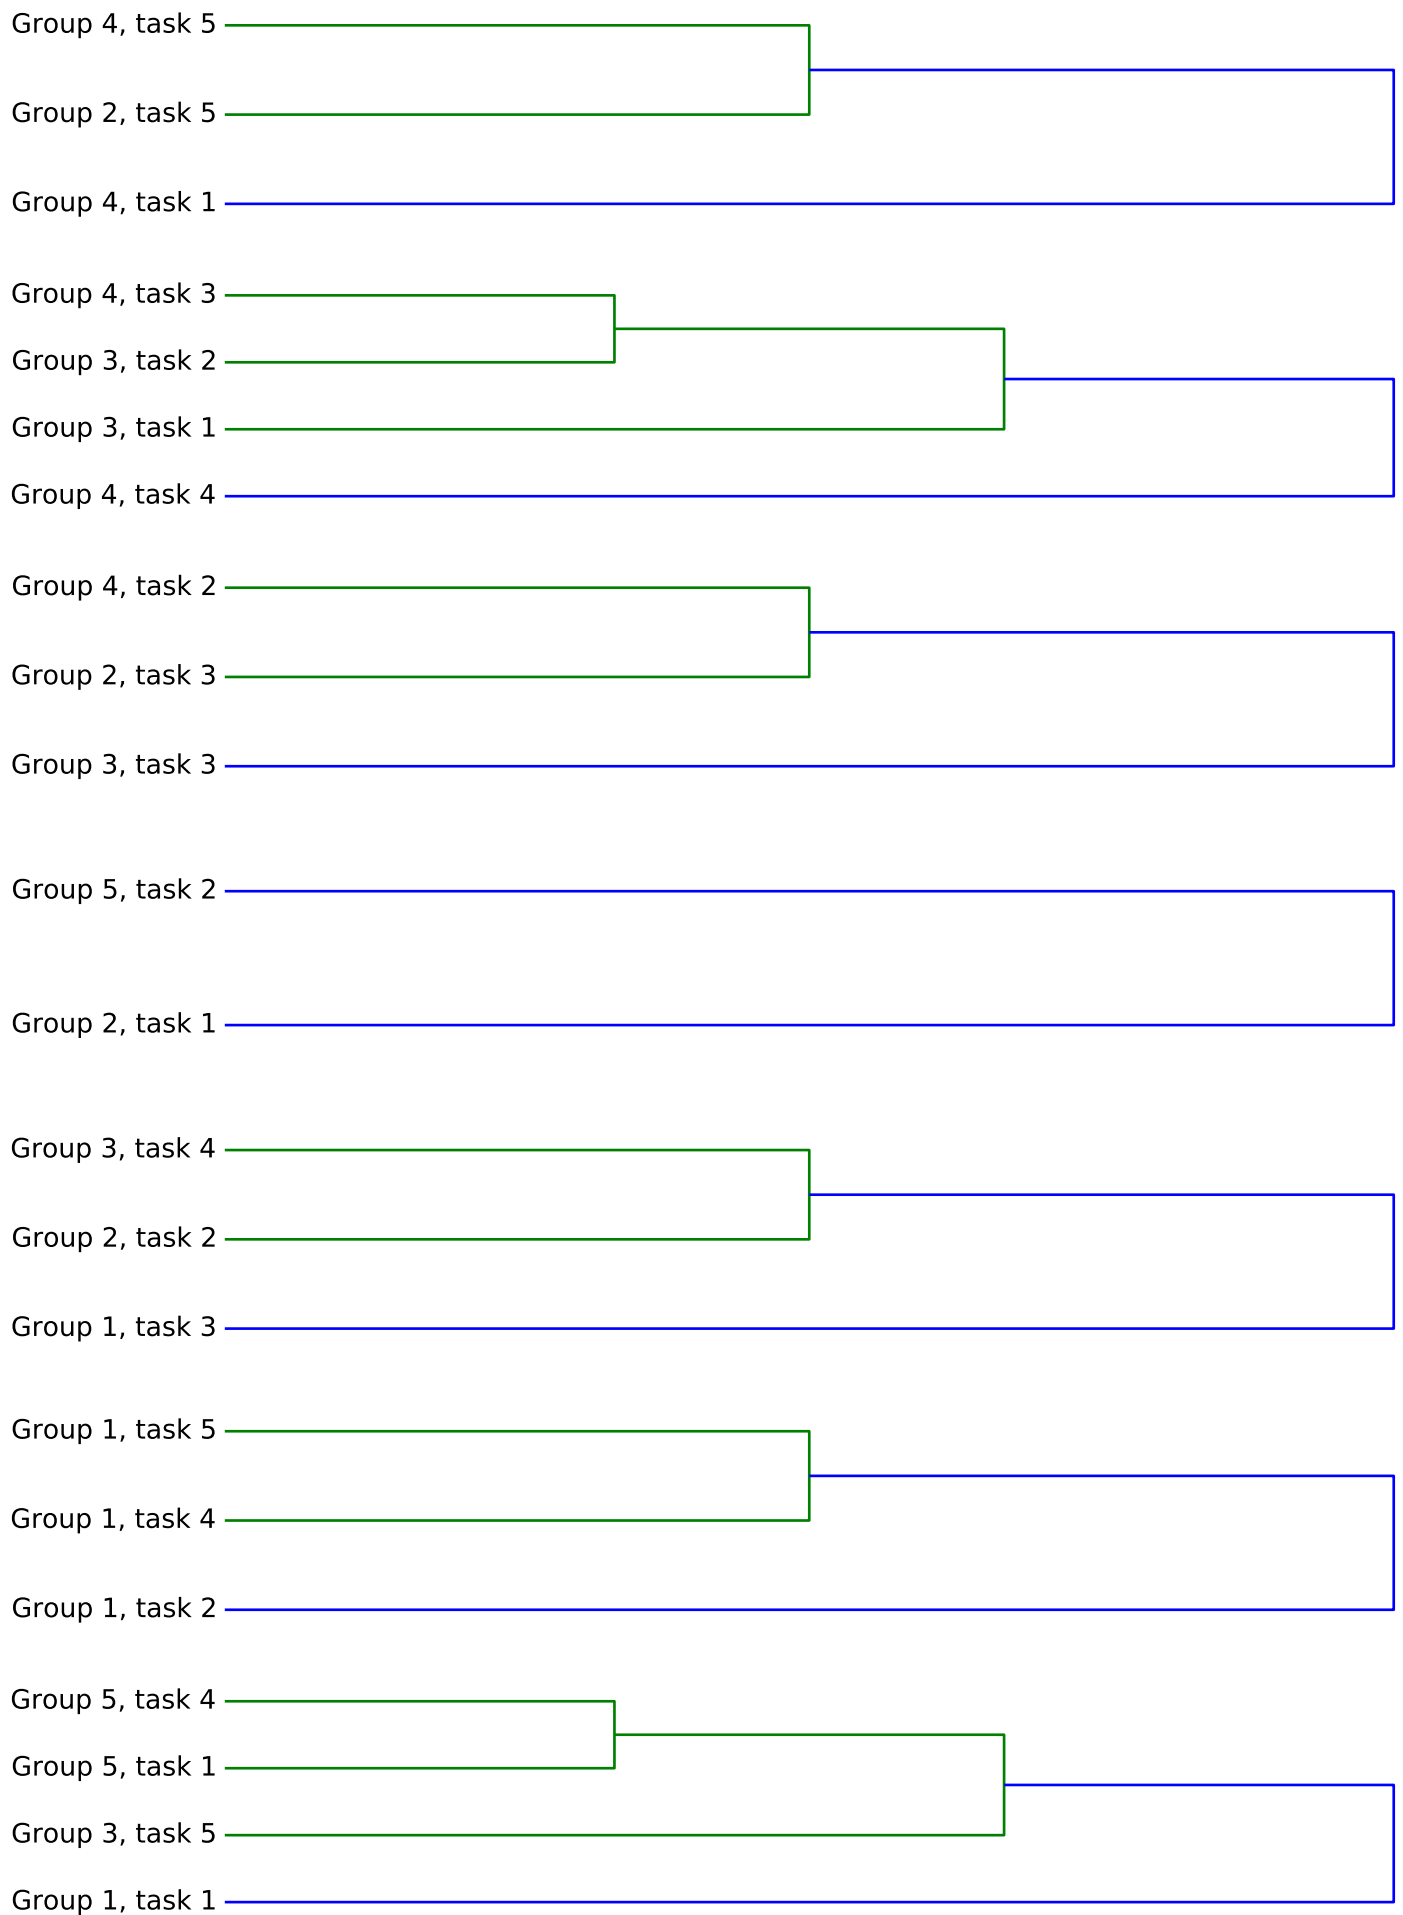 Group 4, task 5
Group 2, task 5
Group 4, task 1
Group 4, task 3
Group 3, task 2
Group 3, task 1
Group 4, task 4
Group 4, task 2
Group 2, task 3
Group 3, task 3
Group 5, task 2
Group 2, task 1
Group 3, task 4
Group 2, task 2
Group 1, task 3
Group 1, task 5
Group 1, task 4
Group 1, task 2
Group 5, task 4
Group 5, task 1
Group 3, task 5
Group 1, task 1